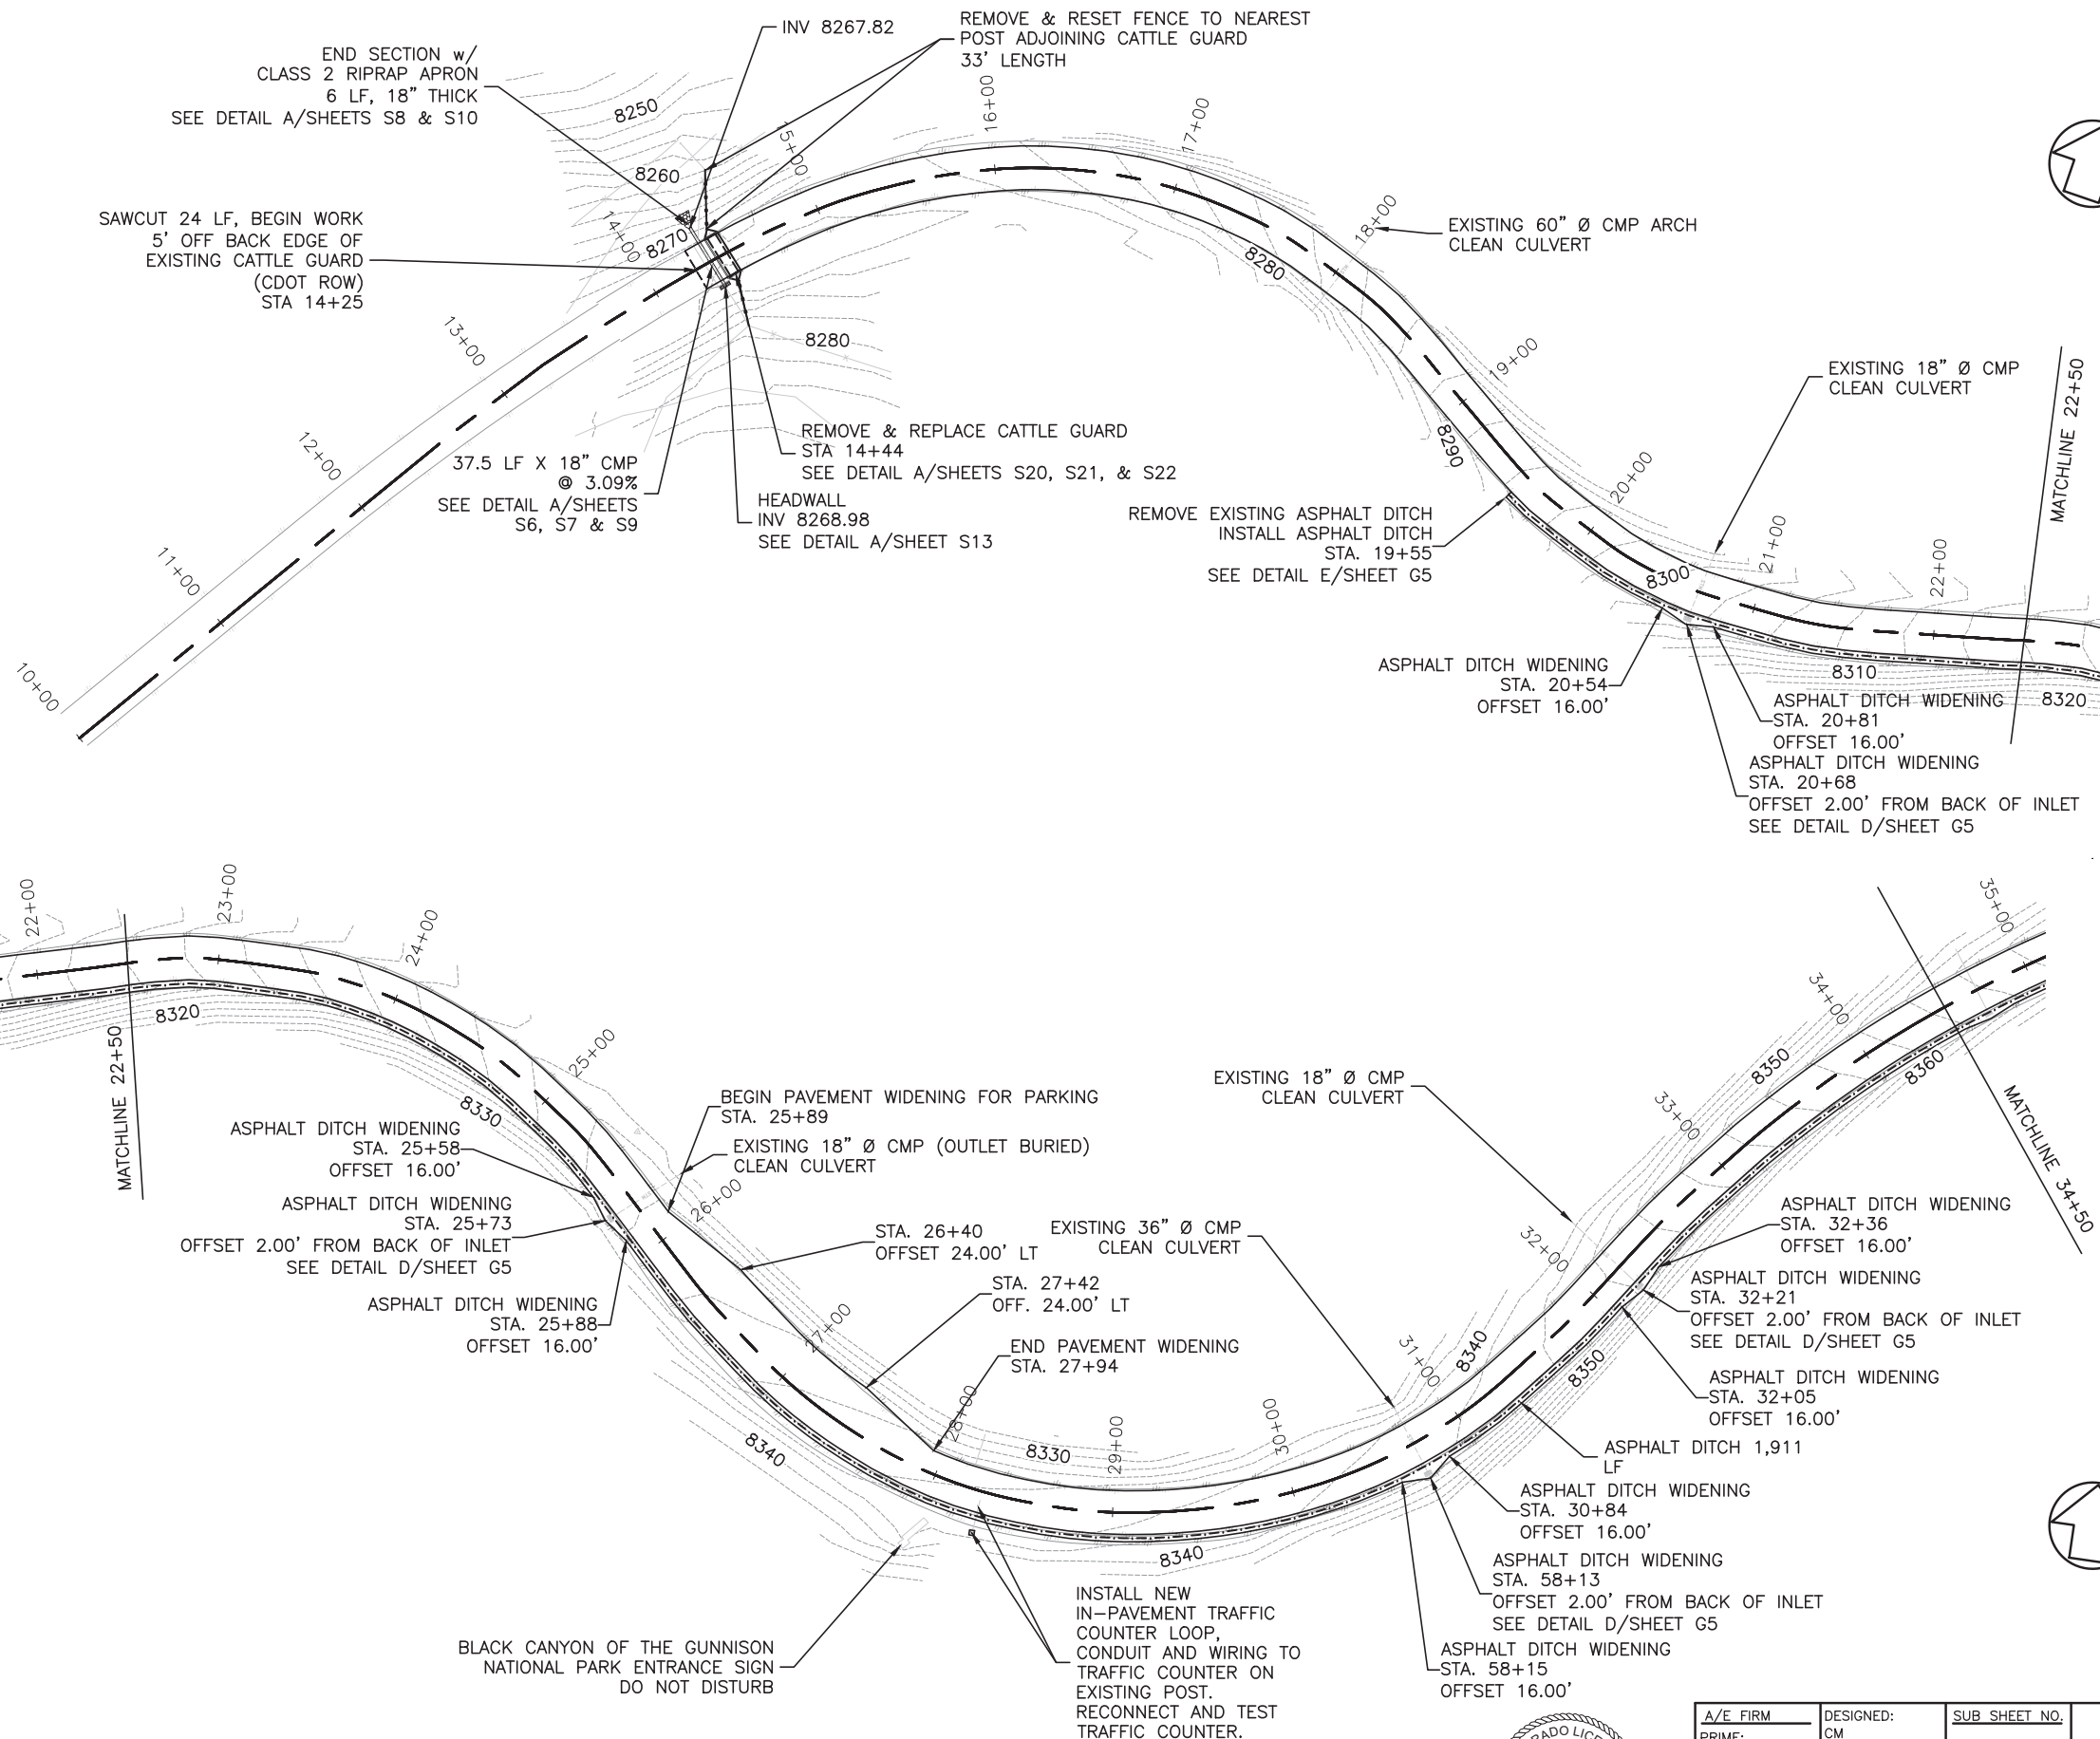 INV 8267.82
REMOVE & RESET FENCE TO NEAREST
POST ADJOINING CATTLE GUARD
33' LENGTH
END SECTION w/
CLASS 2 RIPRAP APRON
6 LF, 18" THICK
SEE DETAIL A/SHEETS S8 & S10
8250
8260
8270
14+00
15+00
16+00
17+00
18+00
EXISTING 60" Ø CMP ARCH
CLEAN CULVERT
SAWCUT 24 LF, BEGIN WORK
5' OFF BACK EDGE OF
EXISTING CATTLE GUARD
(CDOT ROW)
STA 14+25
8280
8280
13+00
12+00
11+00
10+00
19+00
EXISTING 18" Ø CMP
CLEAN CULVERT
MATCHLINE 22+50
REMOVE & REPLACE CATTLE GUARD
STA 14+44
SEE DETAIL A/SHEETS S20, S21, & S22
37.5 LF X 18" CMP
@ 3.09%
SEE DETAIL A/SHEETS
S6, S7 & S9
HEADWALL
INV 8268.98
SEE DETAIL A/SHEET S13
8290
20+00
REMOVE EXISTING ASPHALT DITCH
INSTALL ASPHALT DITCH
STA. 19+55
SEE DETAIL E/SHEET G5
8300
21+00
22+00
8310
8320
ASPHALT DITCH WIDENING
STA. 20+54
OFFSET 16.00'
ASPHALT DITCH WIDENING
STA. 20+81
OFFSET 16.00'
ASPHALT DITCH WIDENING
STA. 20+68
OFFSET 2.00' FROM BACK OF INLET
SEE DETAIL D/SHEET G5
22+00
23+00
24+00
25+00
8320
MATCHLINE 22+50
8330
ASPHALT DITCH WIDENING
STA. 25+58
OFFSET 16.00'
ASPHALT DITCH WIDENING
STA. 25+73
OFFSET 2.00' FROM BACK OF INLET
SEE DETAIL D/SHEET G5
ASPHALT DITCH WIDENING
STA. 25+88
OFFSET 16.00'
BEGIN PAVEMENT WIDENING FOR PARKING
STA. 25+89
EXISTING 18" Ø CMP (OUTLET BURIED)
CLEAN CULVERT
26+00
STA. 26+40
OFFSET 24.00' LT
STA. 27+42
OFF. 24.00' LT
27+00
END PAVEMENT WIDENING
STA. 27+94
28+00
8330
8340
29+00
30+00
31+00
8340
8340
EXISTING 36" Ø CMP
CLEAN CULVERT
EXISTING 18" Ø CMP
CLEAN CULVERT
32+00
33+00
34+00
35+00
8350
8360
8350
MATCHLINE 34+50
ASPHALT DITCH WIDENING
STA. 32+36
OFFSET 16.00'
ASPHALT DITCH WIDENING
STA. 32+21
OFFSET 2.00' FROM BACK OF INLET
SEE DETAIL D/SHEET G5
ASPHALT DITCH WIDENING
STA. 32+05
OFFSET 16.00'
ASPHALT DITCH 1,911
LF
ASPHALT DITCH WIDENING
STA. 30+84
OFFSET 16.00'
ASPHALT DITCH WIDENING
STA. 58+13
OFFSET 2.00' FROM BACK OF INLET
SEE DETAIL D/SHEET G5
ASPHALT DITCH WIDENING
STA. 58+15
OFFSET 16.00'
INSTALL NEW
IN-PAVEMENT TRAFFIC
COUNTER LOOP,
CONDUIT AND WIRING TO
TRAFFIC COUNTER ON
EXISTING POST.
RECONNECT AND TEST
TRAFFIC COUNTER.
BLACK CANYON OF THE GUNNISON
NATIONAL PARK ENTRANCE SIGN
DO NOT DISTURB
A/E FIRM
PRIME:
DESIGNED:
CM
SUB SHEET NO.